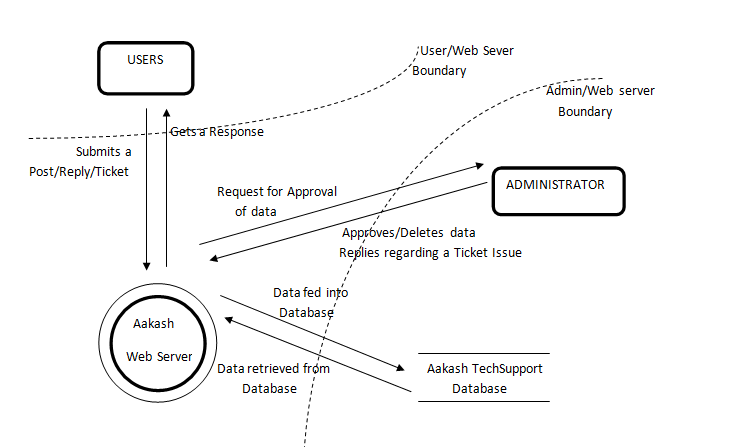 USERS
User/Web Sever
Boundary
Admin/Web server
Boundary
Gets a Response
Submits a
Post/Reply/Ticket
Request for Approval
of data
ADMINISTRATOR
Approves/Deletes data
Replies regarding a Ticket Issue
Data fed into
Database
Aakash
Web Server
Data retrieved from
Database
Aakash TechSupport
Database